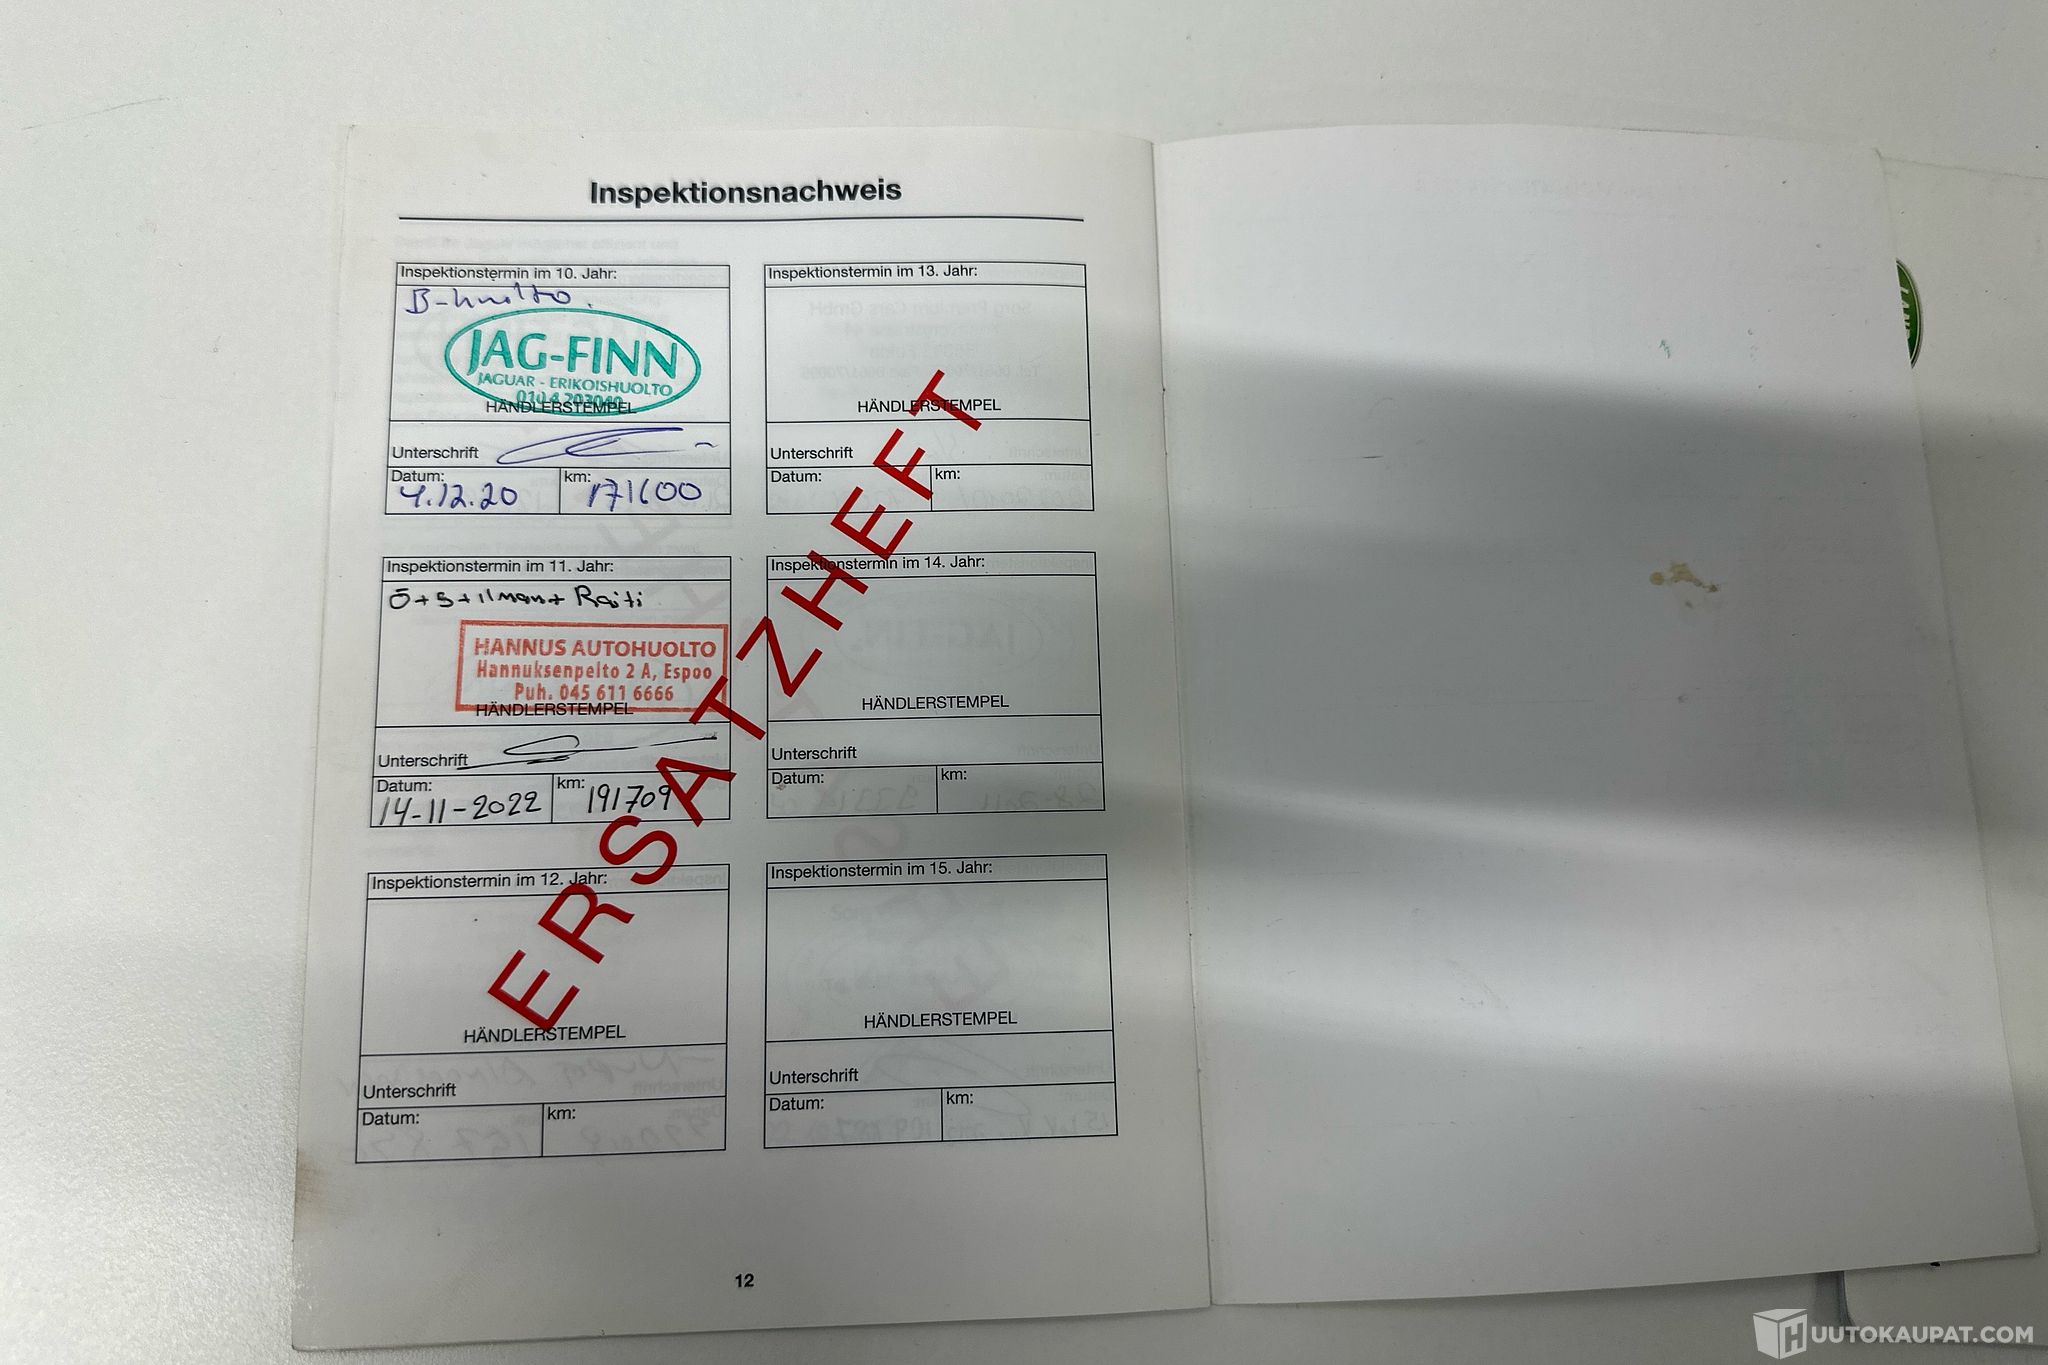 Inspektionsnachweis
Inspektionstermin im 10. Jahr:
B-huolto.
JAG-FINN
JAGUAR - ERIKOISHUOLTO
010 4 203040
HÄNDLERSTEMPEL
Unterschrift
Datum:
4.12.20
km:
171600
Inspektionstermin im 11. Jahr:
Ö+S+ilman+Raiti
HANNUS AUTOHUOLTO
Hannuksenpelto 2 A, Espoo
Puh. 045 611 6666
HÄNDLERSTEMPEL
Unterschrift
Datum:
14-11-2022
km:
191709
Inspektionstermin im 12. Jahr:
HÄNDLERSTEMPEL
Unterschrift
Datum:
km:
Inspektionstermin im 13. Jahr:
HÄNDLERSTEMPEL
Unterschrift
Datum:
km:
Inspektionstermin im 14. Jahr:
HÄNDLERSTEMPEL
Unterschrift
Datum:
km:
Inspektionstermin im 15. Jahr:
HÄNDLERSTEMPEL
Unterschrift
Datum:
km:
ERSATZHEFT
12
HUUTOKAUPAT.COM